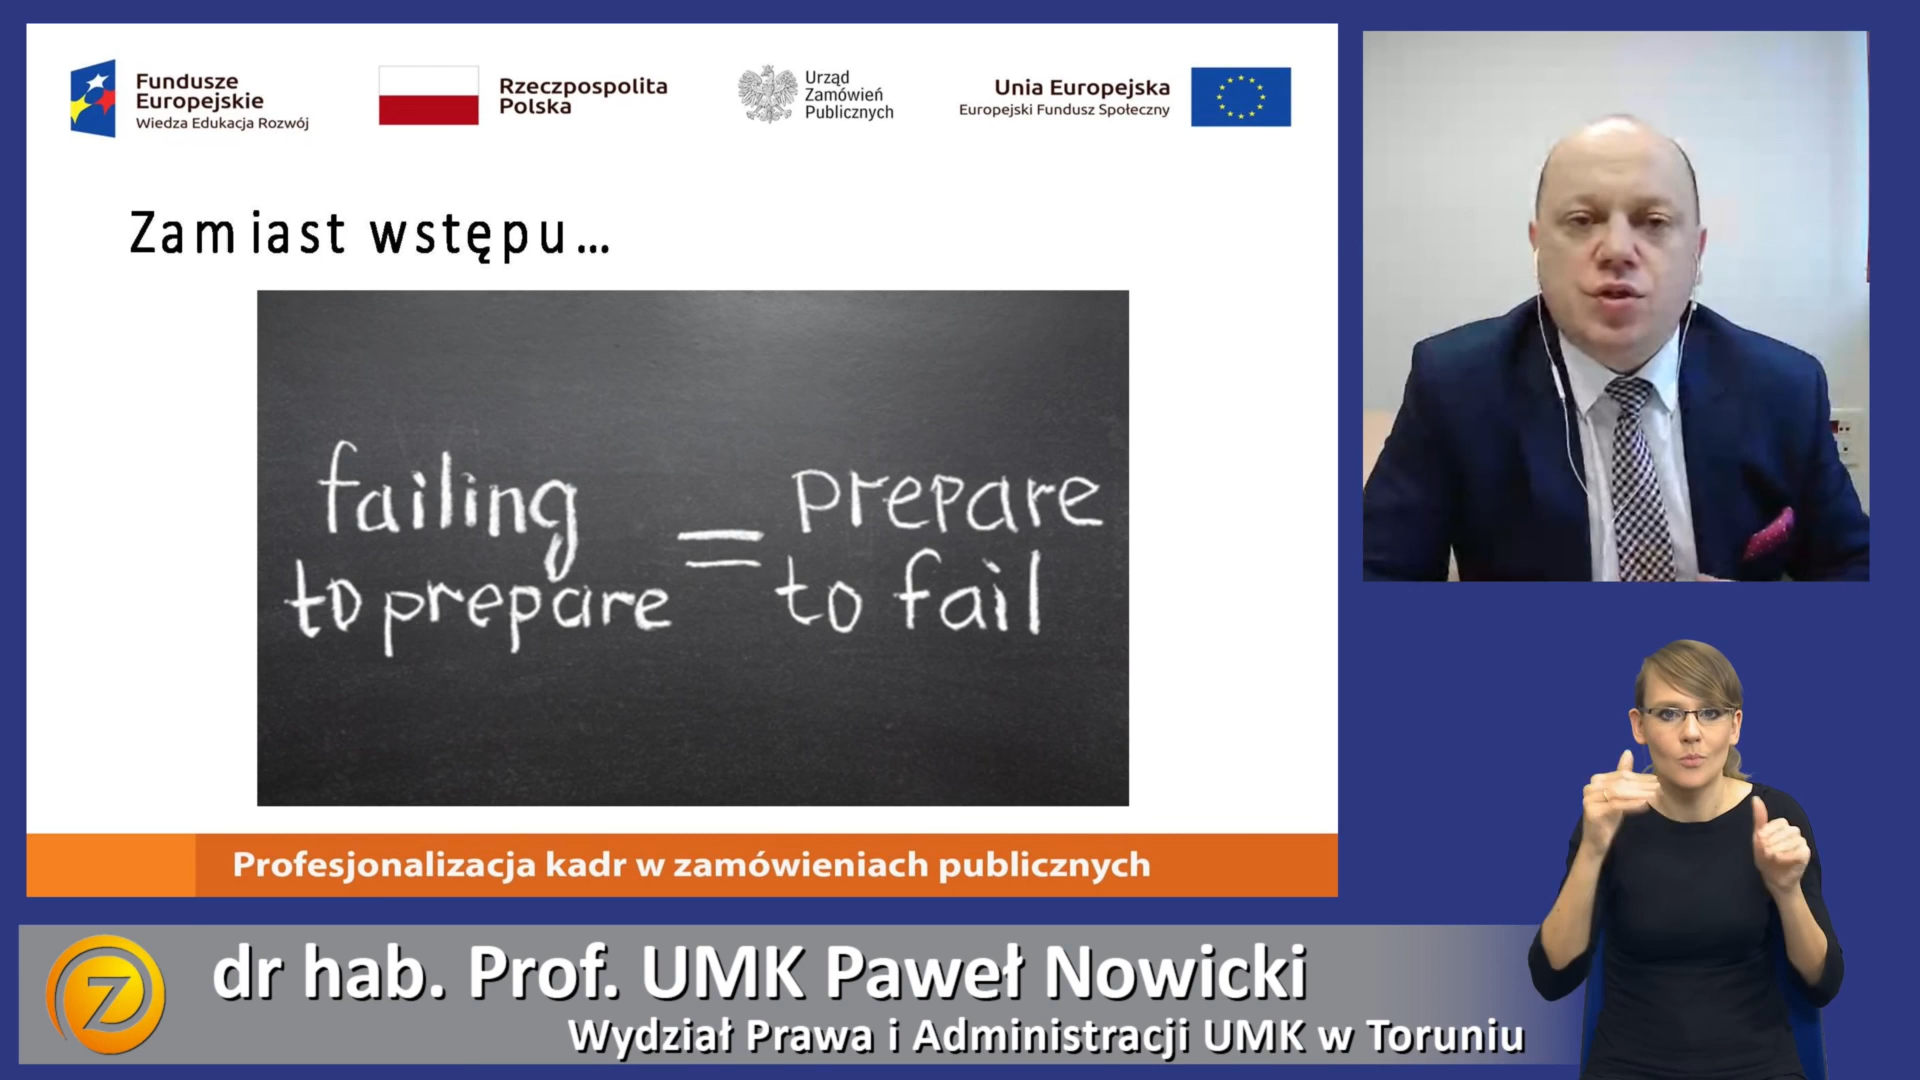 Fundusze
Europejskie
Wiedza Edukacja Rozwój
Rzeczpospolita
Polska
Urząd
Zamówień
Publicznych
Unia Europejska
Europejski Fundusz Społeczny
Zamiast wstępu...
failing
to prepare
=
prepare
to fail
Profesjonalizacja kadr w zamówieniach publicznych
Z
dr hab. Prof. UMK Paweł Nowicki
Wydział Prawa i Administracji UMK w Toruniu